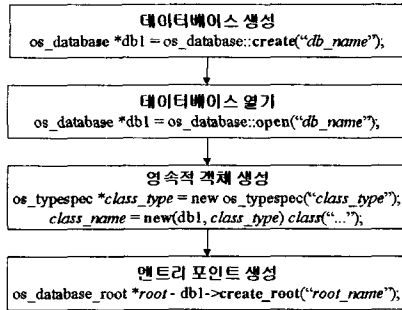 데이터베이스 생성
os_database *db1 = os_database::create(“db_name”);
데이터베이스 열기
os_database *db1 = os_database::open(“db_name”);
영속적 객체 생성
os_typespec *class_type = new os_typespec(“class_type”);
class_name = new(db1, class_type) class(“...”);
엔트리 포인트 생성
os_database_root *root - db1->create_root(“root_name”);